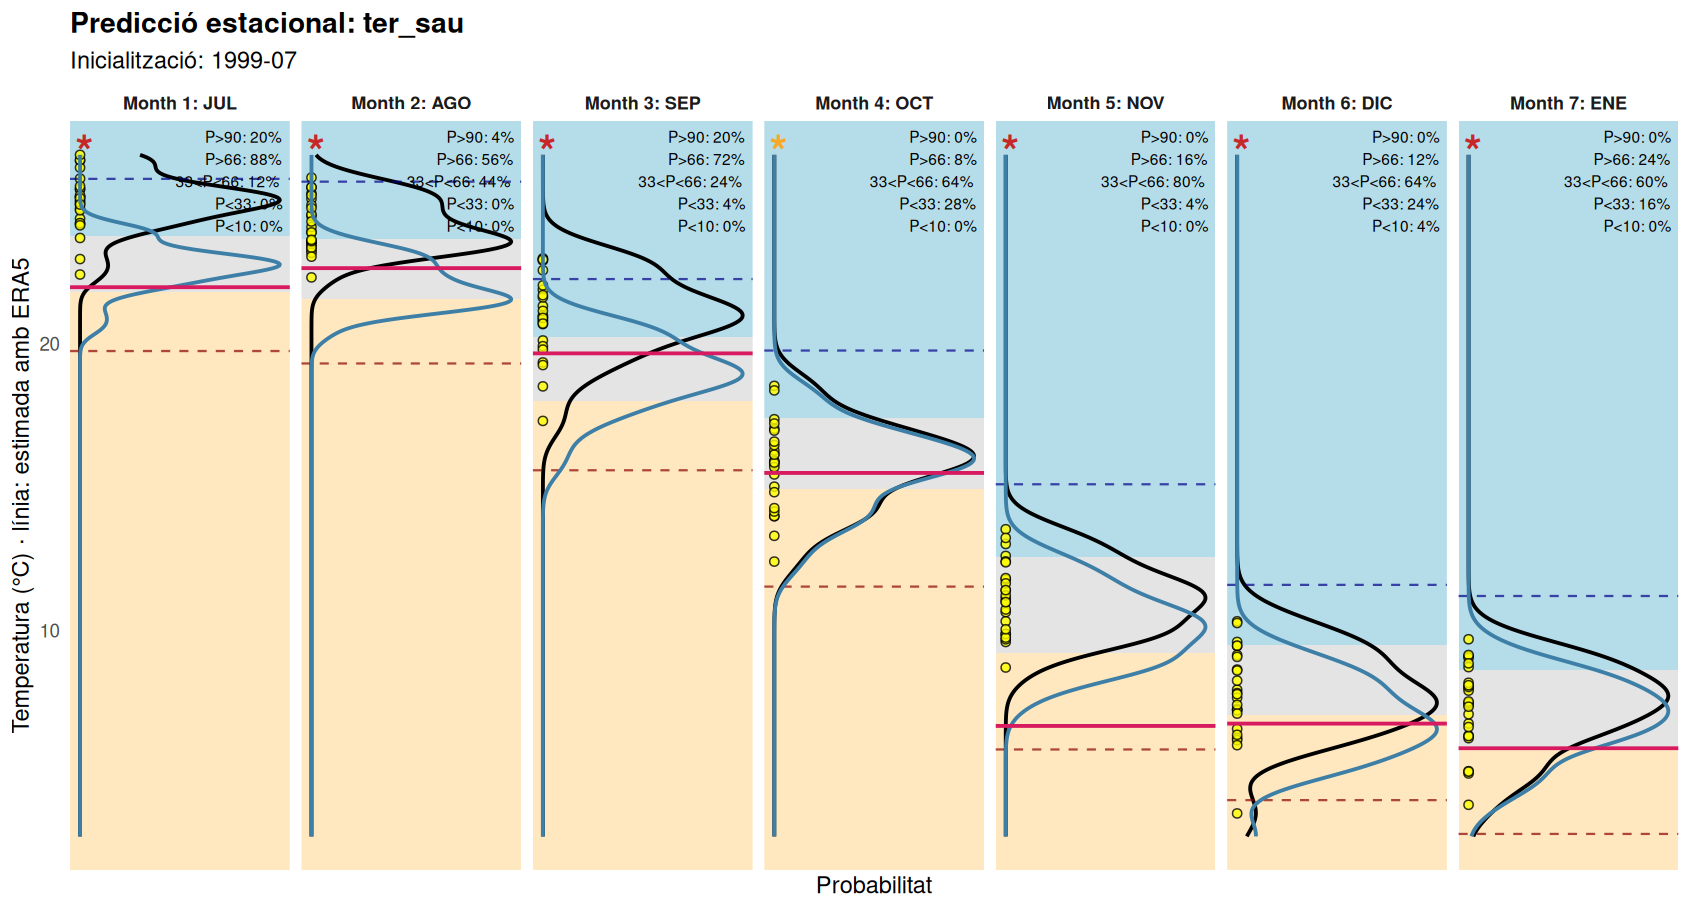 Predicció estacional: ter_sau
Inicialització: 1999-07
Month 1: JUL
Month 2: AGO
Month 3: SEP
Month 4: OCT
Month 5: NOV
Month 6: DIC
Month 7: ENE
P>90: 20%
P>66: 88%
33<P<66: 12%
P<33: 0%
P<10: 0%
P>90: 4%
P>66: 56%
33<P<66: 44%
P<33: 0%
P<10: 0%
P>90: 20%
P>66: 72%
33<P<66: 24%
P<33: 4%
P<10: 0%
P>90: 0%
P>66: 8%
33<P<66: 64%
P<33: 28%
P<10: 0%
P>90: 0%
P>66: 16%
33<P<66: 80%
P<33: 4%
P<10: 0%
P>90: 0%
P>66: 12%
33<P<66: 64%
P<33: 24%
P<10: 4%
P>90: 0%
P>66: 24%
33<P<66: 60%
P<33: 16%
P<10: 0%
Temperatura (°C) · línia: estimada amb ERA5
20
10
Probabilitat